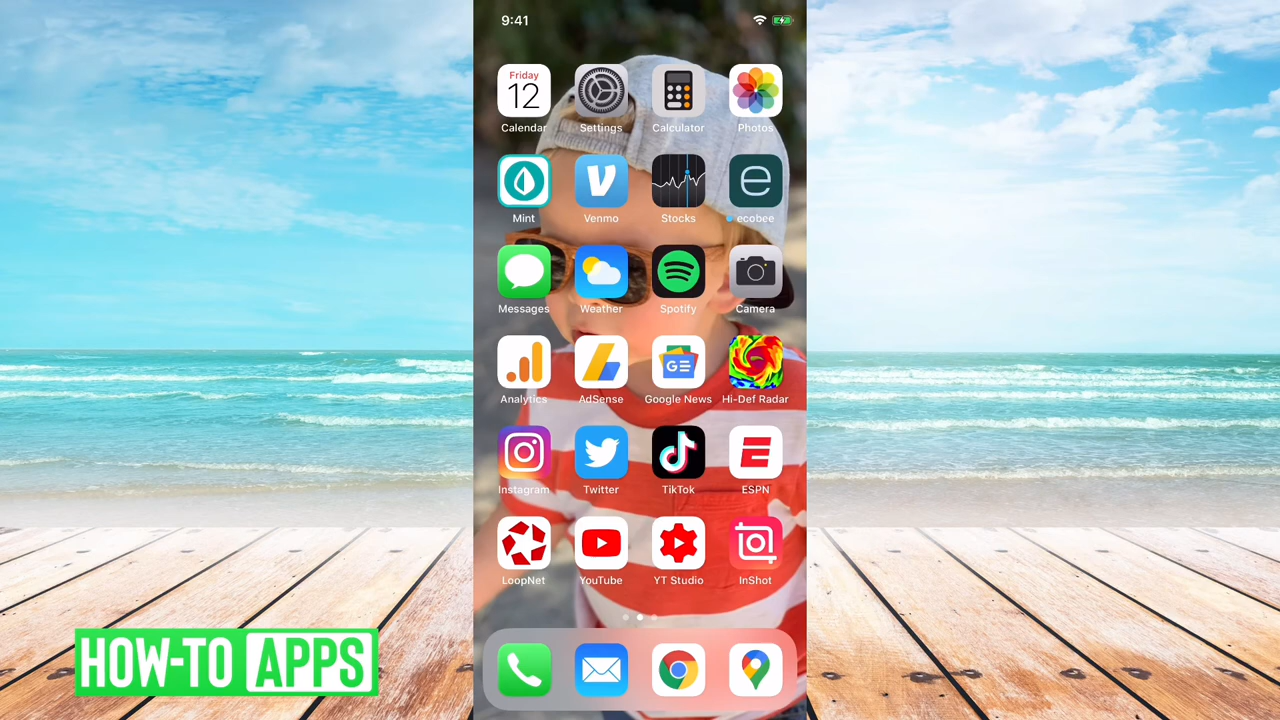 9:41
Friday
12
Calendar Settings Calculator Photos
Mint Venmo Stocks ecobee
Messages Weather Spotify Camera
GE
Analytics AdSense Google News Hi-Def Radar
Instagram Twitter TikTok ESPN
LoopNet YouTube YT Studio InShot
HOW-TO APPS